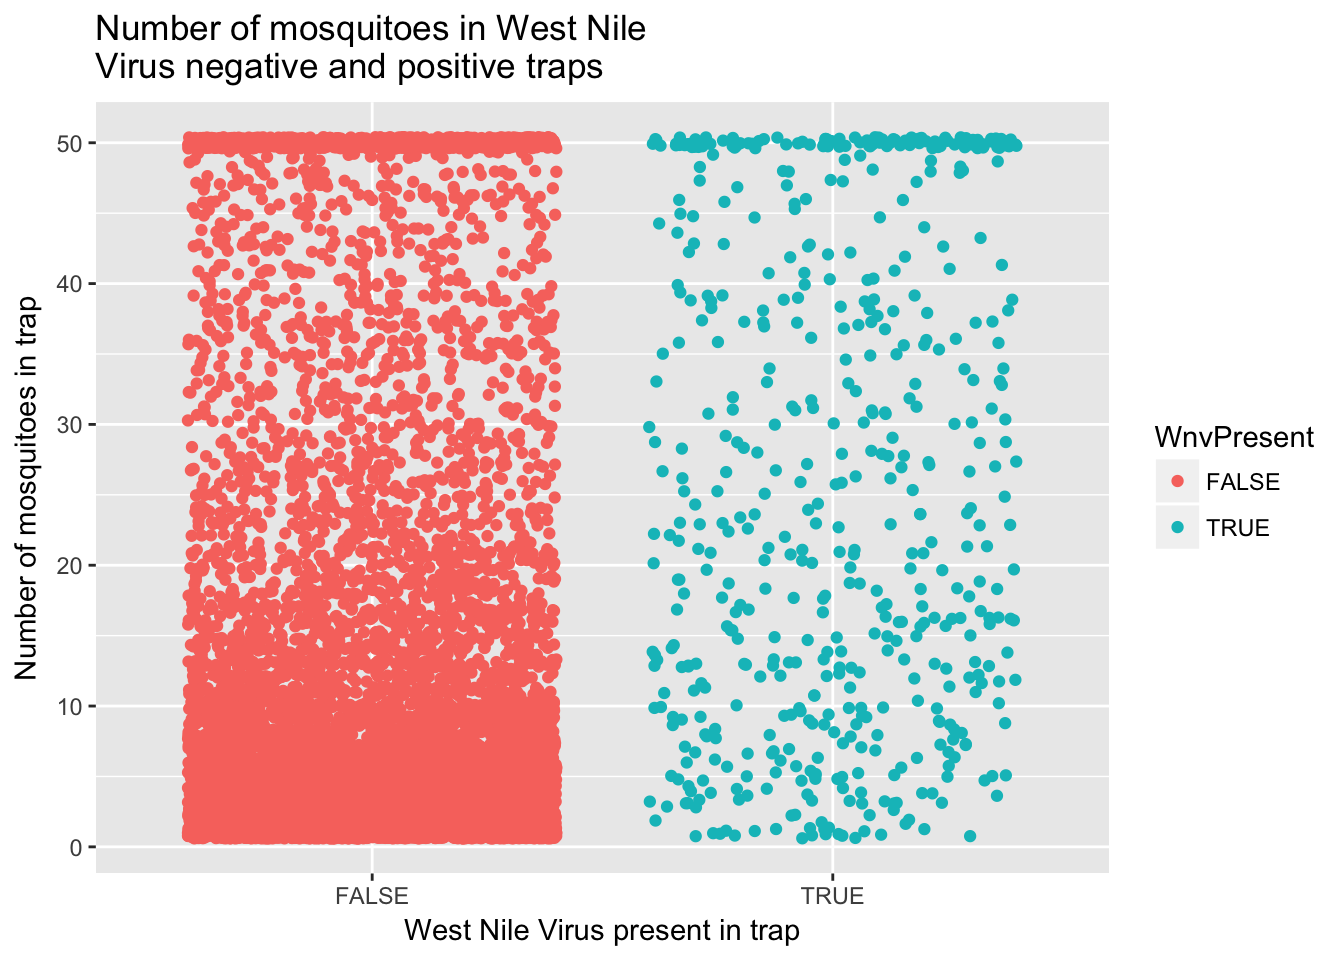 Number of mosquitoes in West Nile
Virus negative and positive traps
Number of mosquitoes in trap
50
40
30
20
10
0
FALSE
TRUE
West Nile Virus present in trap
WnvPresent
FALSE
TRUE